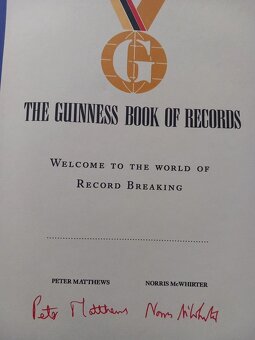 G
THE GUINNESS BOOK OF RECORDS
WELCOME TO THE WORLD OF
RECORD BREAKING
..........................................................
PETER MATTHEWS NORRIS McWHIRTER
Peter Matthews Norris McWhirter